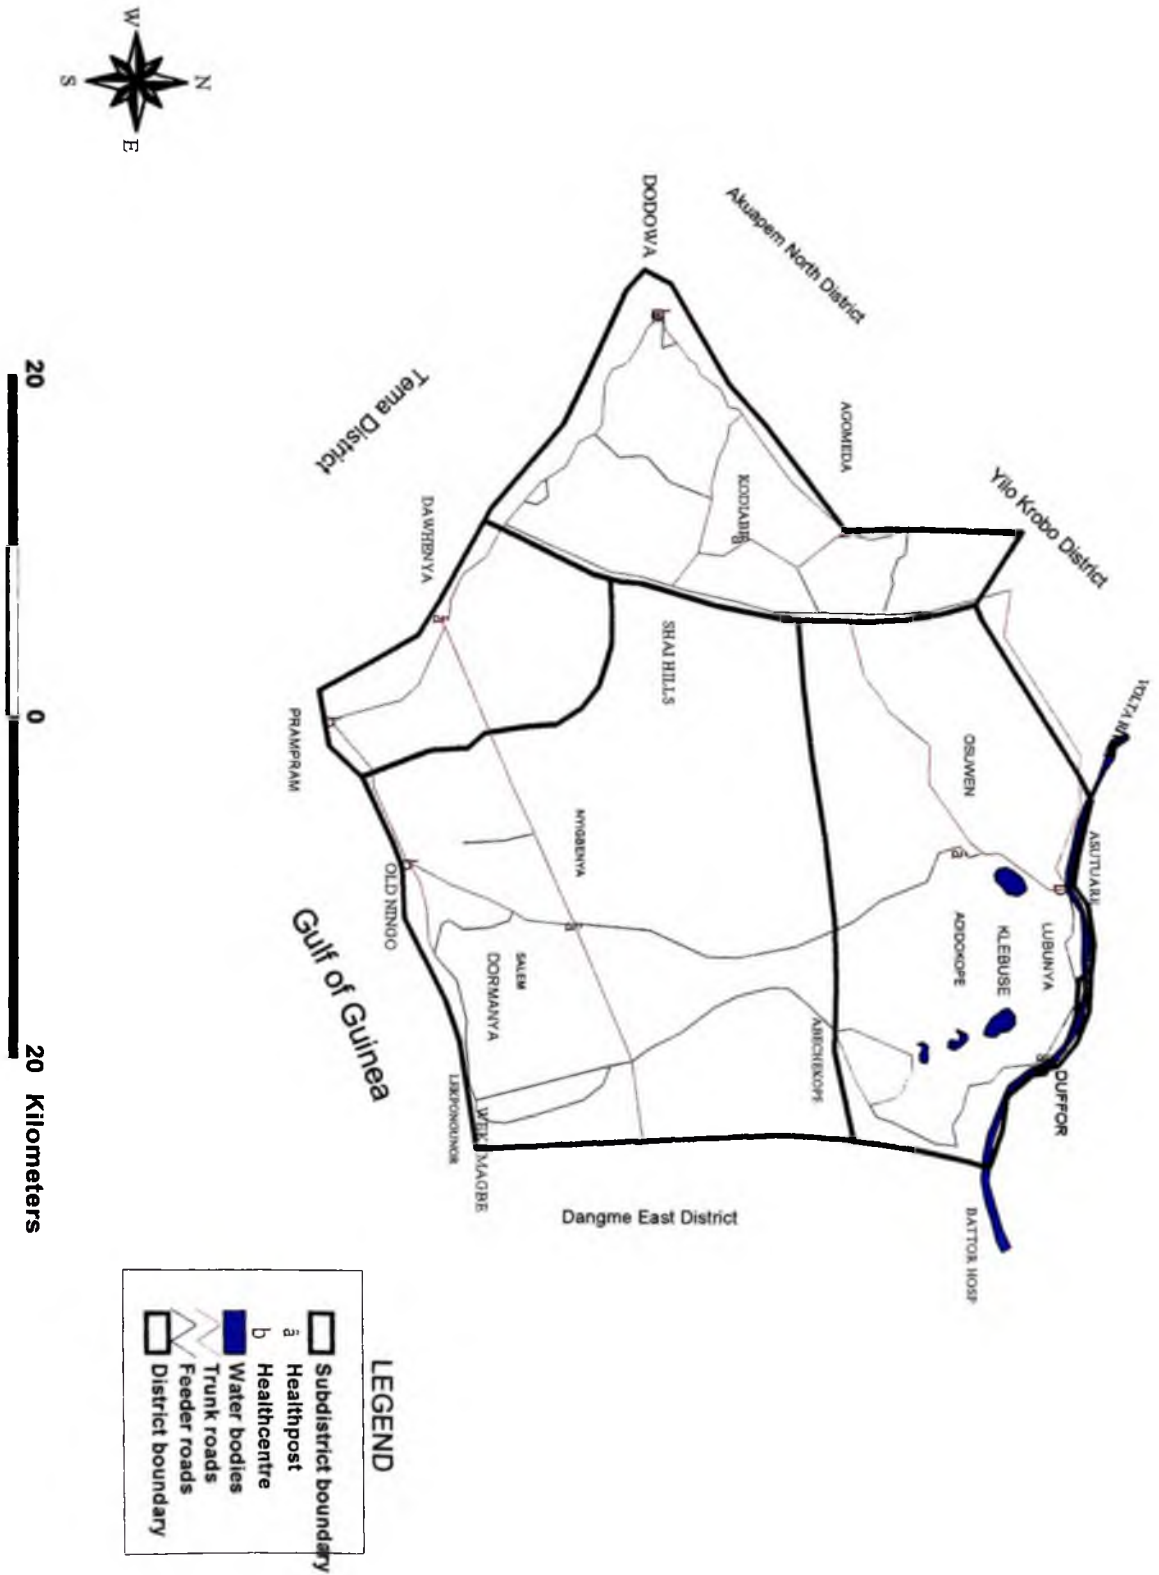 W
N
S
E
Akuapem North District
DODOWA
Tema District
AGOMEDA
Yilo Krobo District
KODIABE
DAWHENYA
SHAI HILLS
PRAMPRAM
OSUWEN
ASUTUARE
NYIGBENYA
OLD NINGO
Gulf of Guinea
SALEM
DORMANYA
ADIDOKOPE
KLEBUSE
LUBUNYA
ABECHEKOPE
DUFFOR
LEKPONGUNOR
Dangme East District
BATTOR HOSP
20
0
20 Kilometers
LEGEND
Subdistrict boundary
ā Healthpost
b Healthcentre
Water bodies
Trunk roads
Feeder roads
District boundary